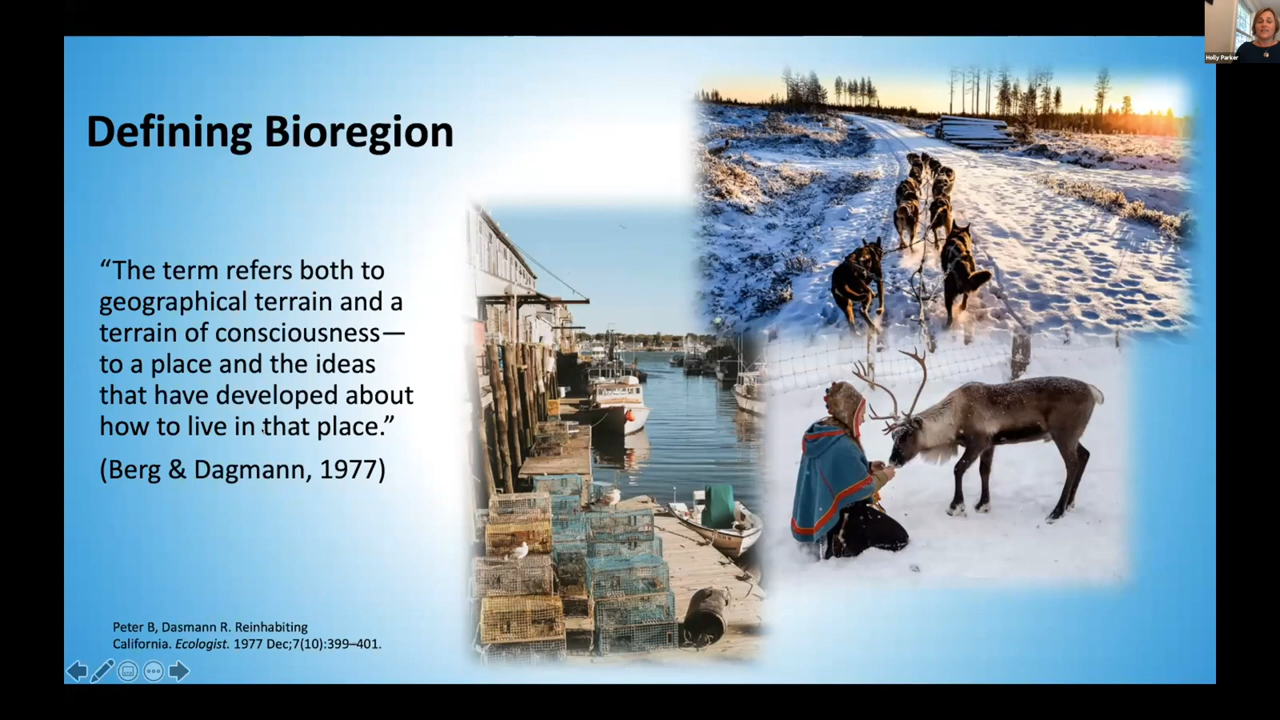 Holly Parker
Defining Bioregion
“The term refers both to
geographical terrain and a
terrain of consciousness—
to a place and the ideas
that have developed about
how to live in that place.”
(Berg & Dagmann, 1977)
Peter B, Dasmann R. Reinhabiting
California. Ecologist. 1977 Dec;7(10):399–401.